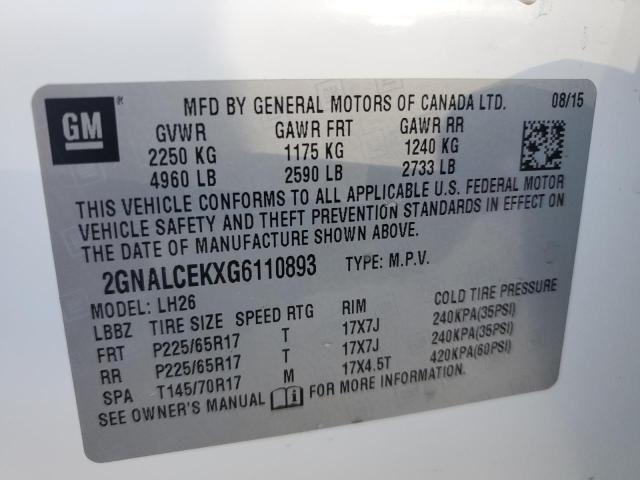 GM ® MFD BY GENERAL MOTORS OF CANADA LTD. 08/15
GVWR GAWR FRT GAWR RR
2250 KG 1175 KG 1240 KG
4960 LB 2590 LB 2733 LB
THIS VEHICLE CONFORMS TO ALL APPLICABLE U.S. FEDERAL MOTOR
VEHICLE SAFETY AND THEFT PREVENTION STANDARDS IN EFFECT ON
THE DATE OF MANUFACTURE SHOWN ABOVE.
2GNALCEKXG6110893 TYPE: M.P.V.
MODEL: LH26
LBBZ TIRE SIZE SPEED RTG RIM COLD TIRE PRESSURE
FRT P225/65R17 T 17X7J 240KPA(35PSI)
RR P225/65R17 T 17X7J 240KPA(35PSI)
SPA T145/70R17 M 17X4.5T 420KPA(60PSI)
SEE OWNER'S MANUAL FOR MORE INFORMATION.